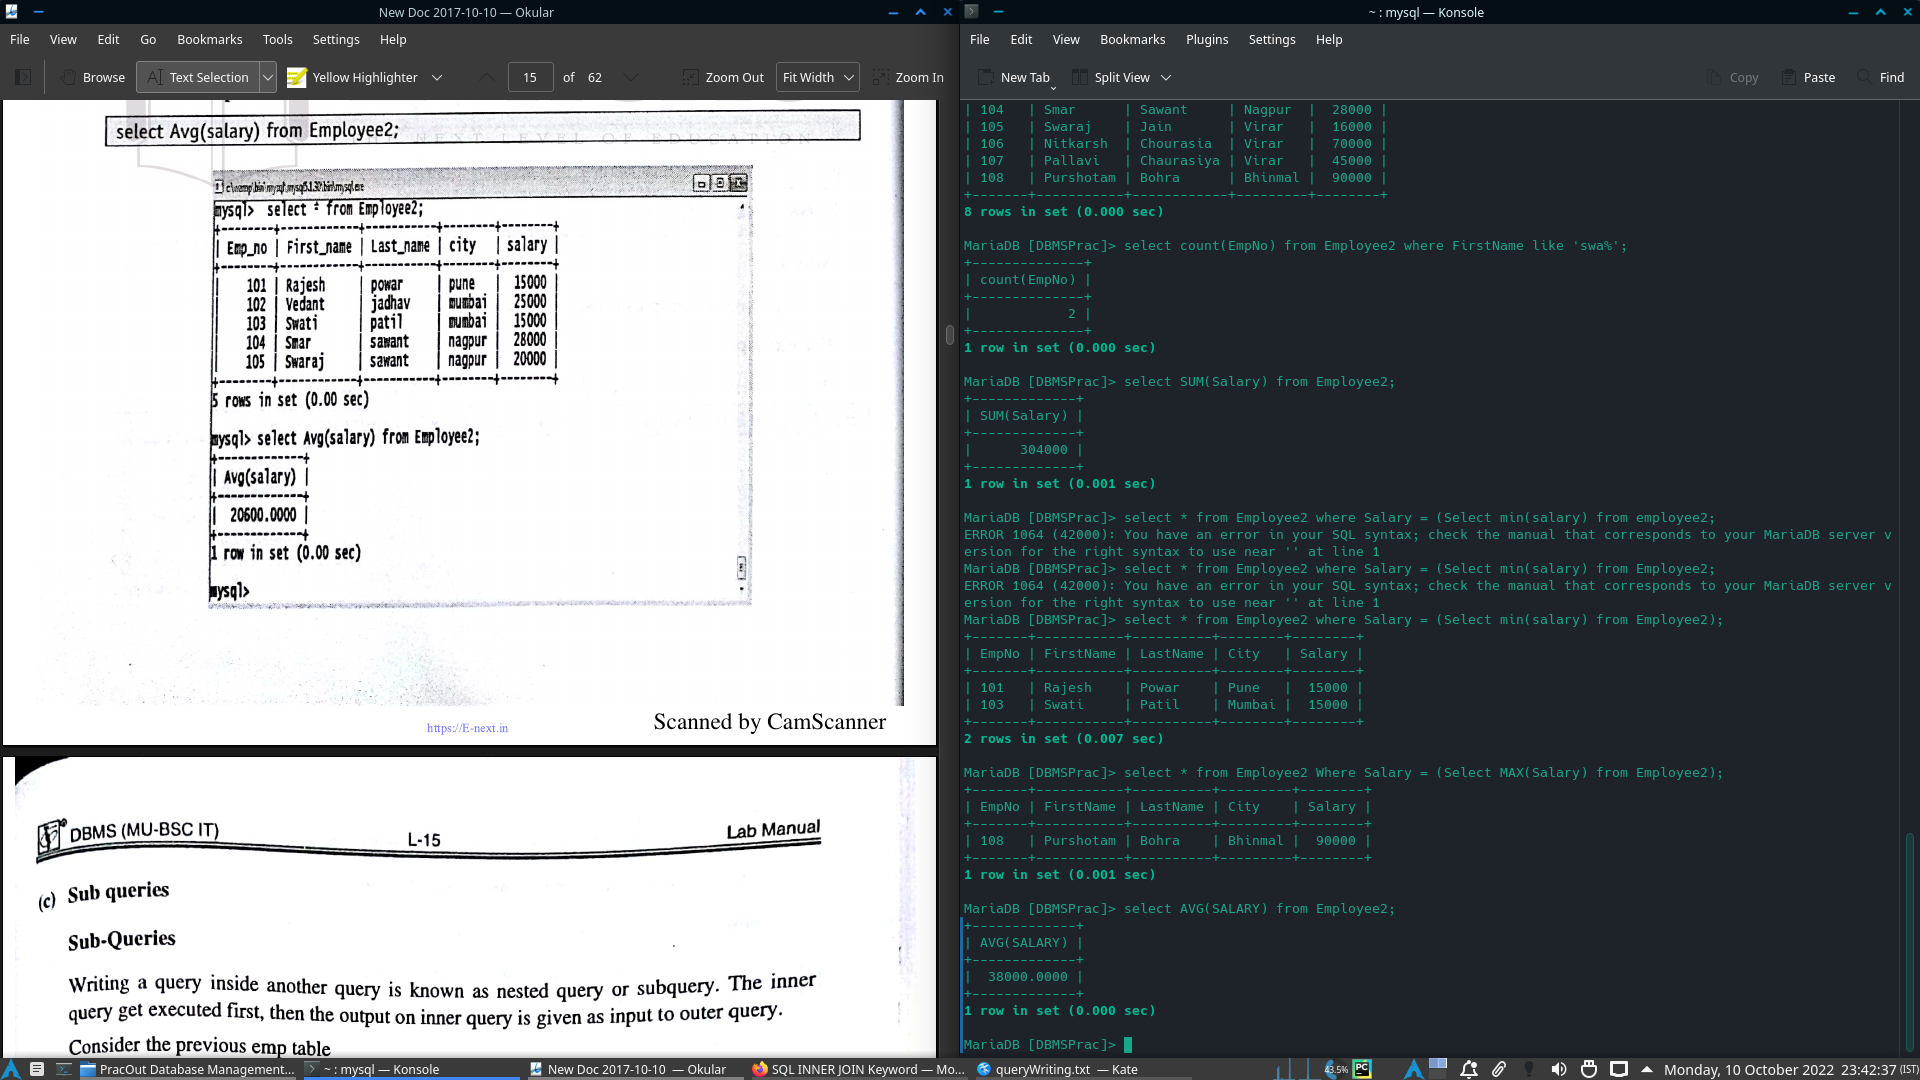 New Doc 2017-10-10 — Okular
File View Edit Go Bookmarks Tools Settings Help
Browse Text Selection Yellow Highlighter 15 of 62 Zoom Out Fit Width Zoom In
NEXT LEVEL OF EDUCATION
select Avg(salary) from Employee2;
mysql> select * from Employee2;
+--------+------------+-----------+--------+--------+
| Emp_no | First_name | Last_name | city | salary |
+--------+------------+-----------+--------+--------+
| 101 | Rajesh | powar | pune | 15000 |
| 102 | Vedant | jadhav | mumbai | 25000 |
| 103 | Swati | patil | mumbai | 15000 |
| 104 | Smar | sawant | nagpur | 28000 |
| 105 | Swaraj | sawant | nagpur | 20000 |
+--------+------------+-----------+--------+--------+
5 rows in set (0.00 sec)
mysql> select Avg(salary) from Employee2;
+-------------+
| Avg(salary) |
+-------------+
| 20600.0000 |
+-------------+
1 row in set (0.00 sec)
mysql>
https://E-next.in
Scanned by CamScanner
DBMS (MU-BSC IT) L-15 Lab Manual
(c) Sub queries
Sub-Queries
Writing a query inside another query is known as nested query or subquery. The inner
query get executed first, then the output on inner query is given as input to outer query.
Consider the previous emp table
~ : mysql — Konsole
File Edit View Bookmarks Plugins Settings Help
New Tab Split View Copy Paste Find
| 104 | Smar | Sawant | Nagpur | 28000 |
| 105 | Swaraj | Jain | Virar | 16000 |
| 106 | Nitkarsh | Chourasia | Virar | 70000 |
| 107 | Pallavi | Chaurasiya | Virar | 45000 |
| 108 | Purshotam | Bohra | Bhinmal | 90000 |
+-------+-----------+------------+---------+--------+
8 rows in set (0.000 sec)
MariaDB [DBMSPrac]> select count(EmpNo) from Employee2 where FirstName like 'swa%';
+--------------+
| count(EmpNo) |
+--------------+
| 2 |
+--------------+
1 row in set (0.000 sec)
MariaDB [DBMSPrac]> select SUM(Salary) from Employee2;
+-------------+
| SUM(Salary) |
+-------------+
| 304000 |
+-------------+
1 row in set (0.001 sec)
MariaDB [DBMSPrac]> select * from Employee2 where Salary = (Select min(salary) from employee2;
ERROR 1064 (42000): You have an error in your SQL syntax; check the manual that corresponds to your MariaDB server v
ersion for the right syntax to use near '' at line 1
MariaDB [DBMSPrac]> select * from Employee2 where Salary = (Select min(salary) from Employee2;
ERROR 1064 (42000): You have an error in your SQL syntax; check the manual that corresponds to your MariaDB server v
ersion for the right syntax to use near '' at line 1
MariaDB [DBMSPrac]> select * from Employee2 where Salary = (Select min(salary) from Employee2);
+-------+-----------+----------+--------+--------+
| EmpNo | FirstName | LastName | City | Salary |
+-------+-----------+----------+--------+--------+
| 101 | Rajesh | Powar | Pune | 15000 |
| 103 | Swati | Patil | Mumbai | 15000 |
+-------+-----------+----------+--------+--------+
2 rows in set (0.007 sec)
MariaDB [DBMSPrac]> select * from Employee2 Where Salary = (Select MAX(Salary) from Employee2);
+-------+-----------+----------+---------+--------+
| EmpNo | FirstName | LastName | City | Salary |
+-------+-----------+----------+---------+--------+
| 108 | Purshotam | Bohra | Bhinmal | 90000 |
+-------+-----------+----------+---------+--------+
1 row in set (0.001 sec)
MariaDB [DBMSPrac]> select AVG(SALARY) from Employee2;
+-------------+
| AVG(SALARY) |
+-------------+
| 38000.0000 |
+-------------+
1 row in set (0.000 sec)
MariaDB [DBMSPrac]>
PracOut Database Management... ~ : mysql — Konsole New Doc 2017-10-10 — Okular SQL INNER JOIN Keyword — Mo... queryWriting.txt — Kate 43.5% PC Monday, 10 October 2022 23:42:37 (IST)